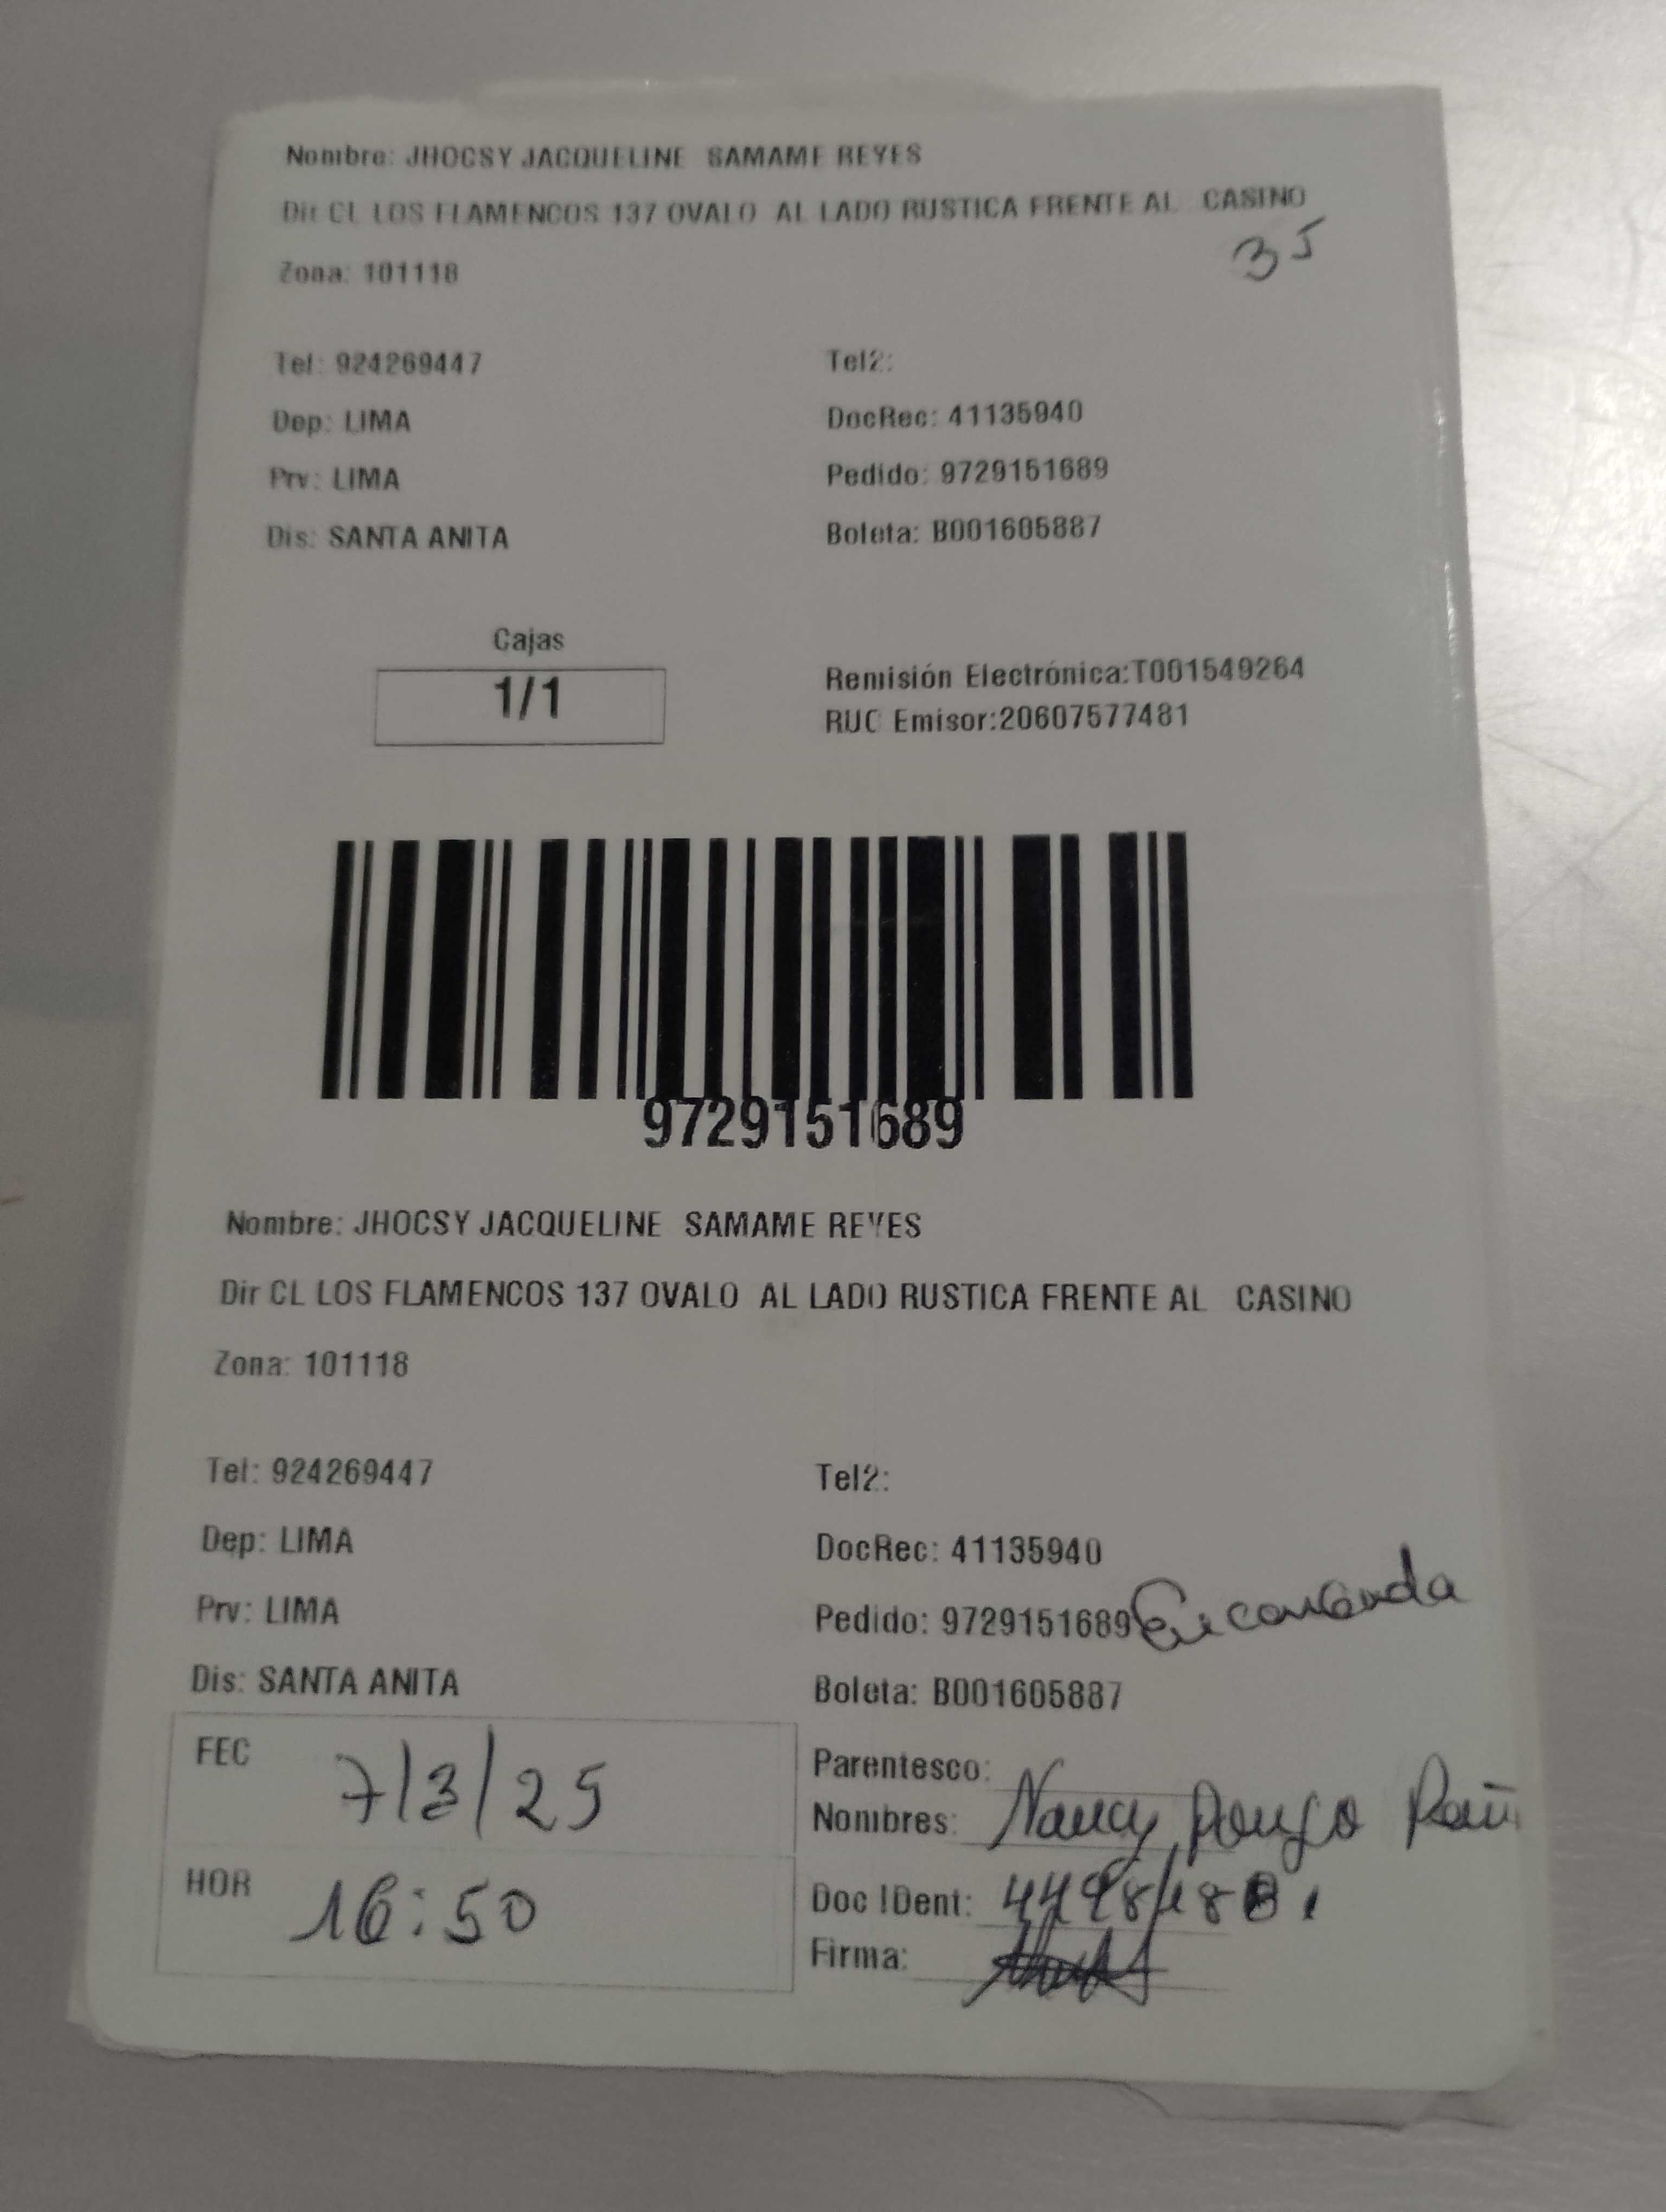 Nombre: JHOCSY JACQUELINE SAMAME REYES
Dir CL LOS FLAMENCOS 137 OVALO AL LADO RUSTICA FRENTE AL CASINO
35
Zona: 101118
Tel: 924269447 Tel2:
Dep: LIMA DocRec: 41135940
Prv: LIMA Pedido: 9729151689
Dis: SANTA ANITA Boleta: B001605887
Cajas
1/1
Remisión Electrónica:T001549264
RUC Emisor:20607577481
9729151689
Nombre: JHOCSY JACQUELINE SAMAME REYES
Dir CL LOS FLAMENCOS 137 OVALO AL LADO RUSTICA FRENTE AL CASINO
Zona: 101118
Tel: 924269447 Tel2:
Dep: LIMA DocRec: 41135940
Prv: LIMA Pedido: 9729151689 Encomenda
Dis: SANTA ANITA Boleta: B001605887
FEC 7/3/25
HOR 16:50
Parentesco:
Nombres: Nancy
Doc IDent:
Firma: